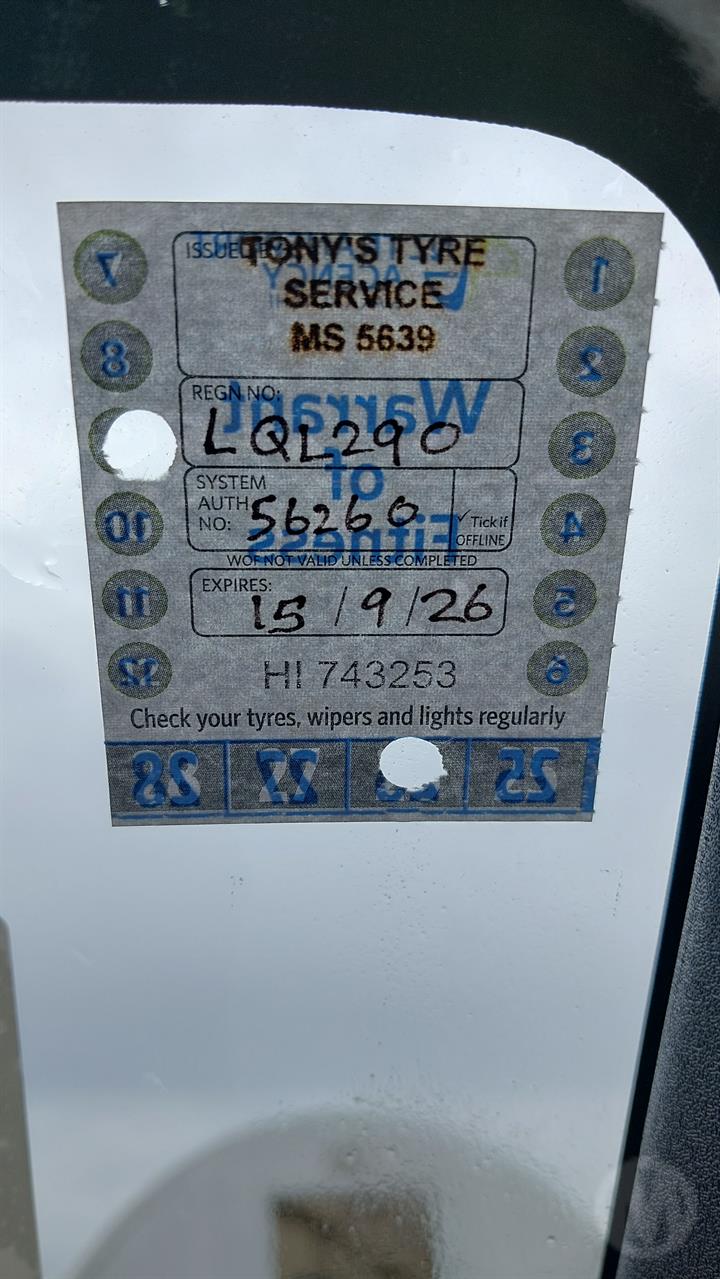 ISSUED BY:
TONY'S TYRE
SERVICE
MS 5639
REGN NO:
LQL290
SYSTEM
AUTH
NO:
56260
✓ Tick if
OFFLINE
WOF NOT VALID UNLESS COMPLETED
EXPIRES:
15/9/26
HI 743253
Check your tyres, wipers and lights regularly
Warrant
of
Fitness
7 1
8 2
3
10 4
11 5
12 6
28 27 25